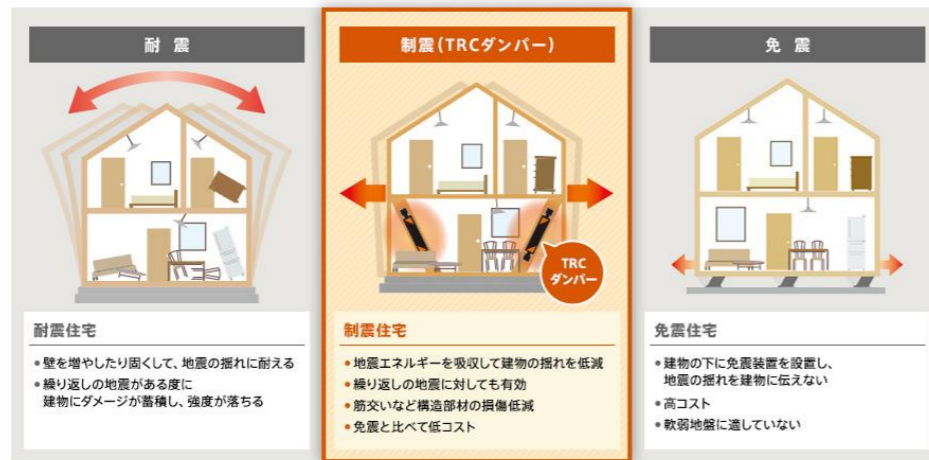 耐 震
耐震住宅
●壁を増やしたり固くして、地震の揺れに耐える
●繰り返しの地震がある度に
建物にダメージが蓄積し、強度が落ちる
制震(TRCダンパー)
TRC
ダンパー
制震住宅
●地震エネルギーを吸収して建物の揺れを低減
●繰り返しの地震に対しても有効
●筋交いなど構造部材の損傷低減
●免震と比べて低コスト
免 震
免震住宅
●建物の下に免震装置を設置し、
地震の揺れを建物に伝えない
●高コスト
●軟弱地盤に適していない